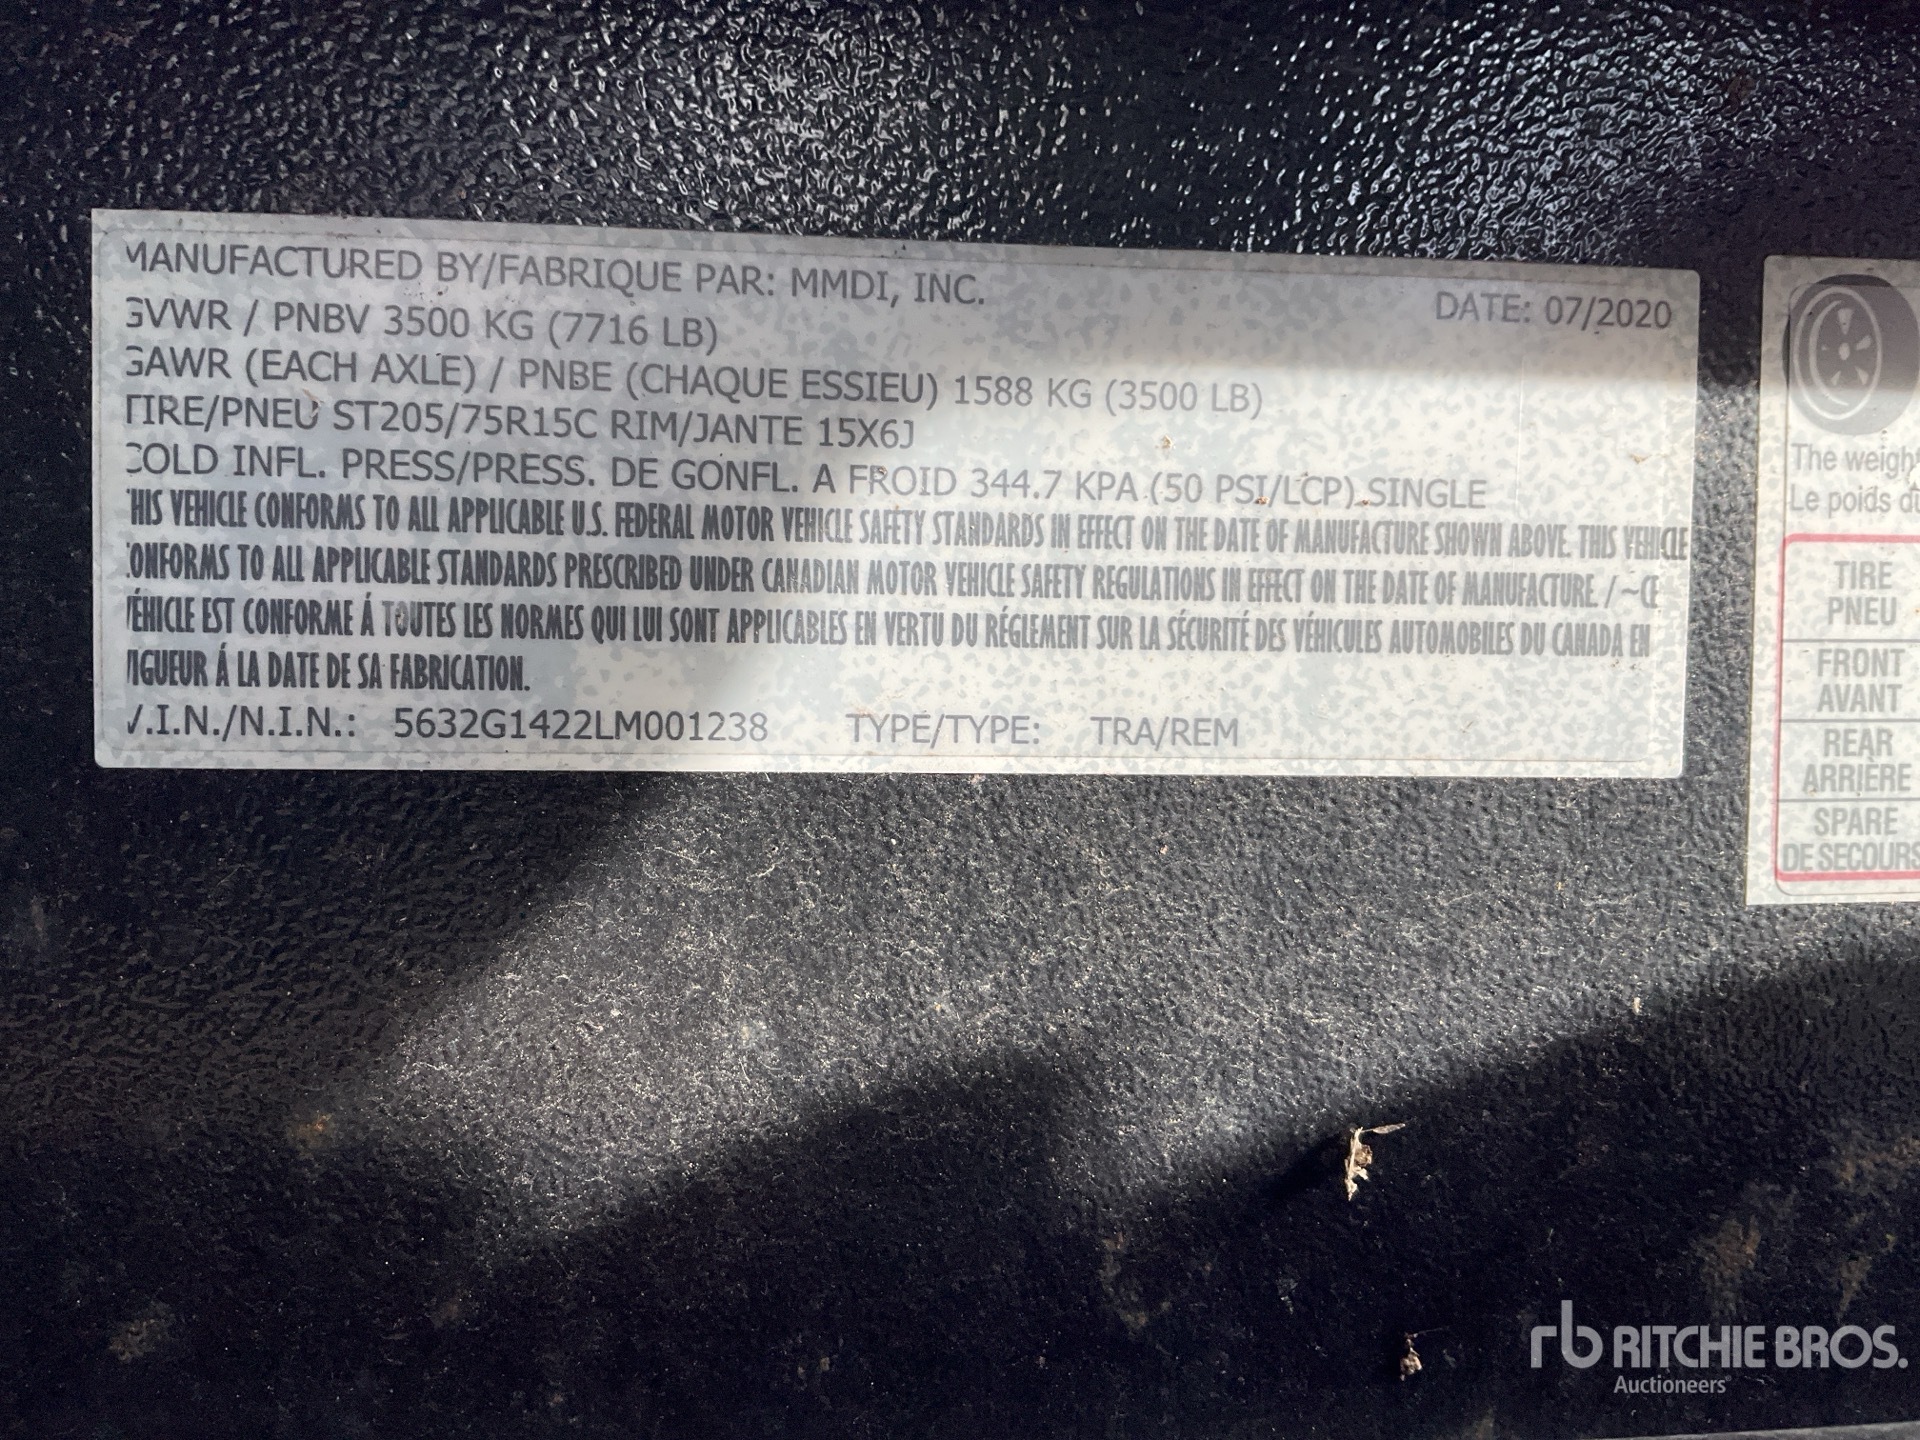 MANUFACTURED BY/FABRIQUE PAR: MMDI, INC.
DATE: 07/2020
GVWR / PNBV 3500 KG (7716 LB)
GAWR (EACH AXLE) / PNBE (CHAQUE ESSIEU) 1588 KG (3500 LB)
TIRE/PNEU ST205/75R15C RIM/JANTE 15X6J
COLD INFL. PRESS/PRESS. DE GONFL. A FROID 344.7 KPA (50 PSI/LCP) SINGLE
THIS VEHICLE CONFORMS TO ALL APPLICABLE U.S. FEDERAL MOTOR VEHICLE SAFETY STANDARDS IN EFFECT ON THE DATE OF MANUFACTURE SHOWN ABOVE. THIS VEHICLE
CONFORMS TO ALL APPLICABLE STANDARDS PRESCRIBED UNDER CANADIAN MOTOR VEHICLE SAFETY REGULATIONS IN EFFECT ON THE DATE OF MANUFACTURE. / ~CE
VÉHICLE EST CONFORME Á TOUTES LES NORMES QUI LUI SONT APPLICABLES EN VERTU DU RÉGLEMENT SUR LA SÉCURITÉ DES VÉHICULES AUTOMOBILES DU CANADA EN
VIGUEUR Á LA DATE DE SA FABRICATION.
V.I.N./N.I.N.: 5632G1422LM001238 TYPE/TYPE: TRA/REM
The weight
Le poids du
TIRE
PNEU
FRONT
AVANT
REAR
ARRIÈRE
SPARE
DE SECOURS
rb RITCHIE BROS.
Auctioneers